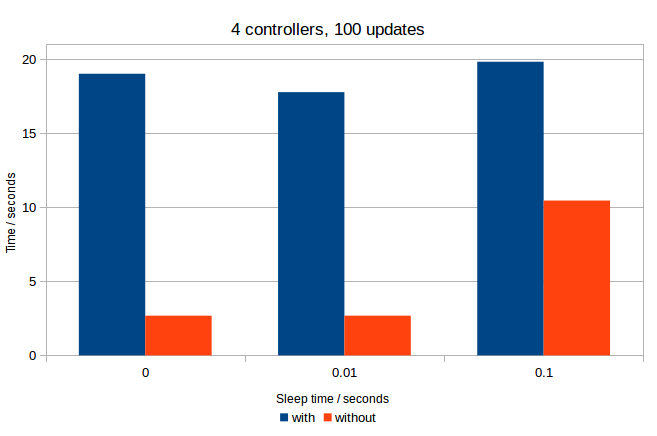 4 controllers, 100 updates
20
15
10
5
0
Time / seconds
0 0.01 0.1
Sleep time / seconds
with without